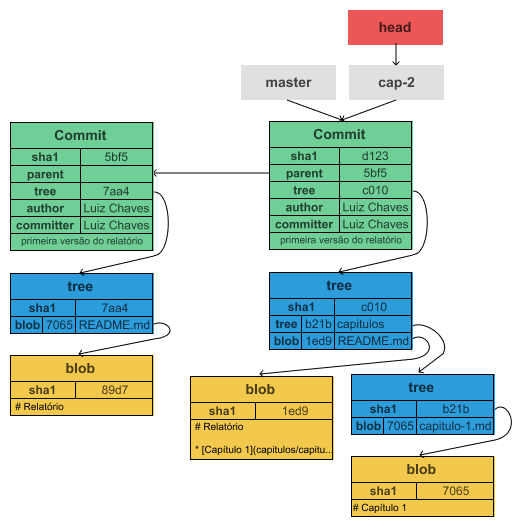 head
master
cap-2
Commit
sha1 5bf5
parent
tree 7aa4
author Luiz Chaves
committer Luiz Chaves
primeira versão do relatório
Commit
sha1 d123
parent 5bf5
tree c010
author Luiz Chaves
committer Luiz Chaves
primeira versão do relatório
tree
sha1 7aa4
blob 7065 README.md
tree
sha1 c010
tree b21b capitulos
blob 1ed9 README.md
blob
sha1 89d7
# Relatório
blob
sha1 1ed9
# Relatório
* [Capítulo 1](capitulos/capitu...
tree
sha1 b21b
blob 7065 capitulo-1.md
blob
sha1 7065
# Capítulo 1